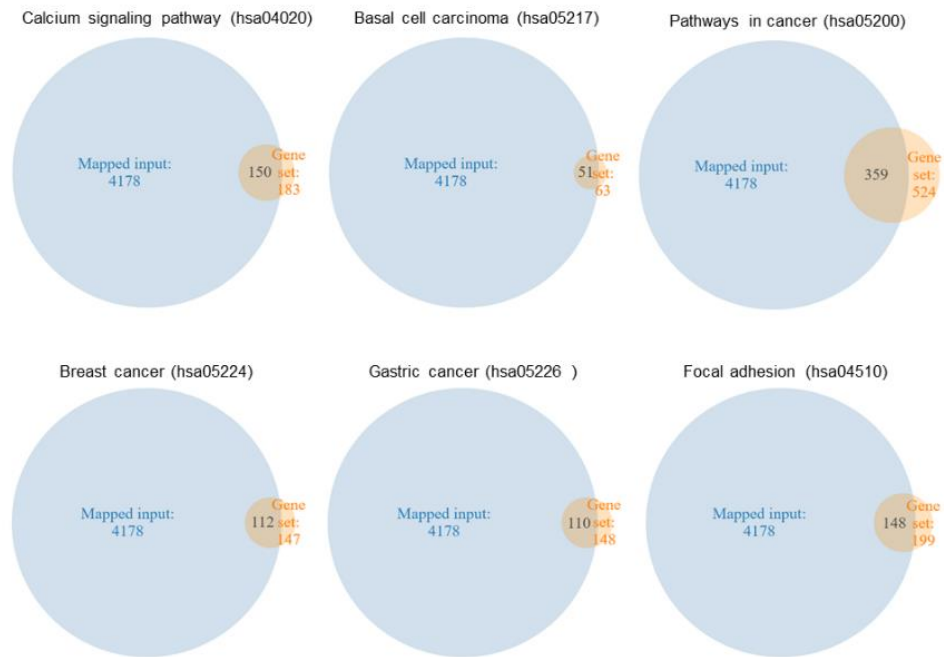 Calcium signaling pathway (hsa04020)
Mapped input:
4178
150
Gene
set:
183
Basal cell carcinoma (hsa05217)
Mapped input:
4178
51
Gene
set:
63
Pathways in cancer (hsa05200)
Mapped input:
4178
359
Gene
set:
524
Breast cancer (hsa05224)
Mapped input:
4178
112
Gene
set:
147
Gastric cancer (hsa05226 )
Mapped input:
4178
110
Gene
set:
148
Focal adhesion (hsa04510)
Mapped input:
4178
148
Gene
set:
199